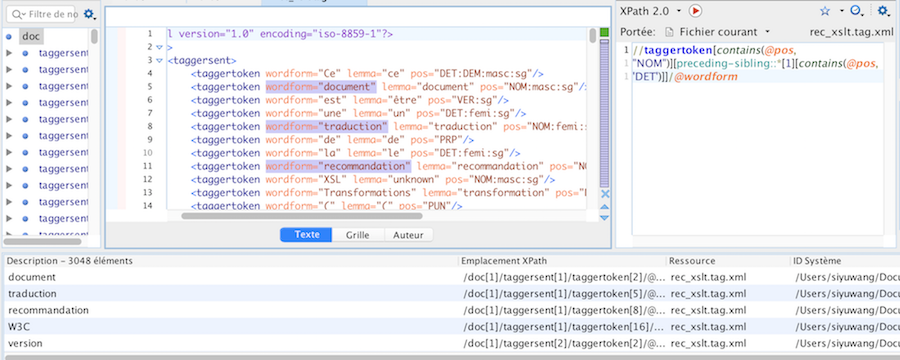 Filtre de no
XPath 2.0
Portée: Fichier courant rec_xslt.tag.xml
doc
taggersent
taggersent
taggersent
taggersent
taggersent
taggersent
taggersent
taggersent
taggersent
taggersent
taggersent
1 l version="1.0" encoding="iso-8859-1"?>
2 >
3 <taggersent>
4 <taggertoken wordform="Ce" lemma="ce" pos="DET:DEM:masc:sg"/>
5 <taggertoken wordform="document" lemma="document" pos="NOM:masc:sg"/>
6 <taggertoken wordform="est" lemma="être" pos="VER:sg"/>
7 <taggertoken wordform="une" lemma="un" pos="DET:femi:sg"/>
8 <taggertoken wordform="traduction" lemma="traduction" pos="NOM:femi:
9 <taggertoken wordform="de" lemma="de" pos="PRP"/>
10 <taggertoken wordform="la" lemma="le" pos="DET:femi:sg"/>
11 <taggertoken wordform="recommandation" lemma="recommandation" pos="NO
12 <taggertoken wordform="XSL" lemma="unknown" pos="NOM:masc:sg"/>
13 <taggertoken wordform="Transformations" lemma="transformation" pos="
14 <taggertoken wordform="(" lemma="(" pos="PUN"/>
1 //taggertoken[contains(@pos,
"NOM")][preceding-sibling::*[1][contains(@pos,
"DET")]]/@wordform
Texte Grille Auteur
Description – 3048 éléments Emplacement XPath Ressource ID Système
document /doc[1]/taggersent[1]/taggertoken[2]/@... rec_xslt.tag.xml /Users/siyuwang/Docu
traduction /doc[1]/taggersent[1]/taggertoken[5]/@... rec_xslt.tag.xml /Users/siyuwang/Docu
recommandation /doc[1]/taggersent[1]/taggertoken[8]/@... rec_xslt.tag.xml /Users/siyuwang/Docu
W3C /doc[1]/taggersent[1]/taggertoken[16]/... rec_xslt.tag.xml /Users/siyuwang/Docu
version /doc[1]/taggersent[2]/taggertoken[2]/@... rec_xslt.tag.xml /Users/siyuwang/Docu